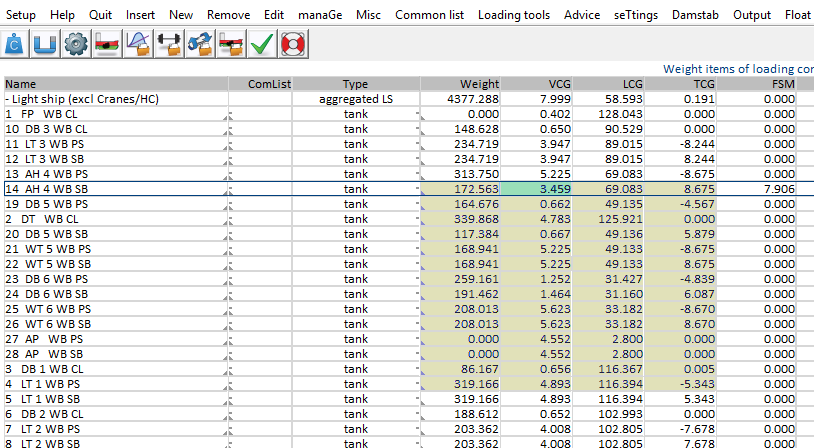 Setup Help Quit Insert New Remove Edit manaGe Misc Common list Loading tools Advice seTtings Damstab Output Float
Weight items of loading con
Name ComList Type Weight VCG LCG TCG FSM
- Light ship (excl Cranes/HC) aggregated LS 4377.288 7.999 58.593 0.191 0.000
1 FP WB CL tank 0.000 0.402 128.043 0.000 0.000
10 DB 3 WB CL tank 148.628 0.650 90.529 0.000 0.000
11 LT 3 WB PS tank 234.719 3.947 89.015 -8.244 0.000
12 LT 3 WB SB tank 234.719 3.947 89.015 8.244 0.000
13 AH 4 WB PS tank 313.750 5.225 69.083 -8.675 0.000
14 AH 4 WB SB tank 172.563 3.459 69.083 8.675 7.906
19 DB 5 WB PS tank 164.676 0.662 49.135 -4.567 0.000
2 DT WB CL tank 339.868 4.783 125.921 0.000 0.000
20 DB 5 WB SB tank 117.384 0.667 49.136 5.879 0.000
21 WT 5 WB PS tank 168.941 5.225 49.133 -8.675 0.000
22 WT 5 WB SB tank 168.941 5.225 49.133 8.675 0.000
23 DB 6 WB PS tank 259.161 1.252 31.427 -4.839 0.000
24 DB 6 WB SB tank 191.462 1.464 31.160 6.087 0.000
25 WT 6 WB PS tank 208.013 5.623 33.182 -8.670 0.000
26 WT 6 WB SB tank 208.013 5.623 33.182 8.670 0.000
27 AP WB PS tank 0.000 4.552 2.800 0.000 0.000
28 AP WB SB tank 0.000 4.552 2.800 0.000 0.000
3 DB 1 WB CL tank 86.167 0.656 116.367 0.005 0.000
4 LT 1 WB PS tank 319.166 4.893 116.394 -5.343 0.000
5 LT 1 WB SB tank 319.166 4.893 116.394 5.343 0.000
6 DB 2 WB CL tank 188.612 0.652 102.993 0.000 0.000
7 LT 2 WB PS tank 203.362 4.008 102.805 -7.678 0.000
8 LT 2 WB SB tank 203.362 4.008 102.805 7.678 0.000